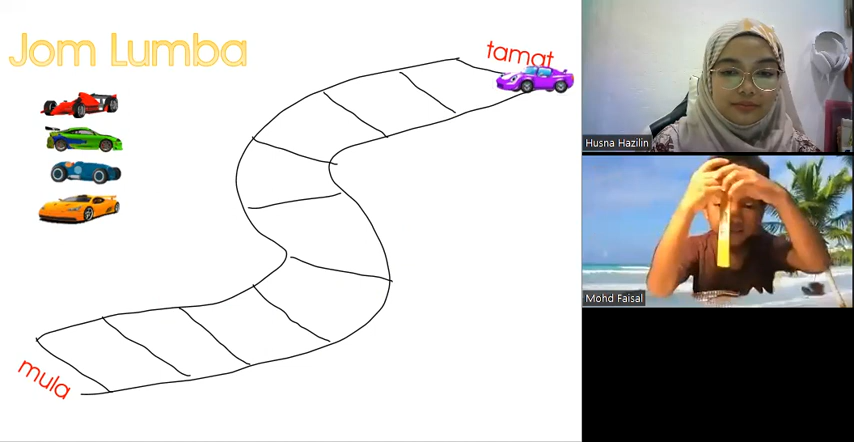 Jom Lumba
tamat
mula
Husna Hazilin
Mohd Faisal